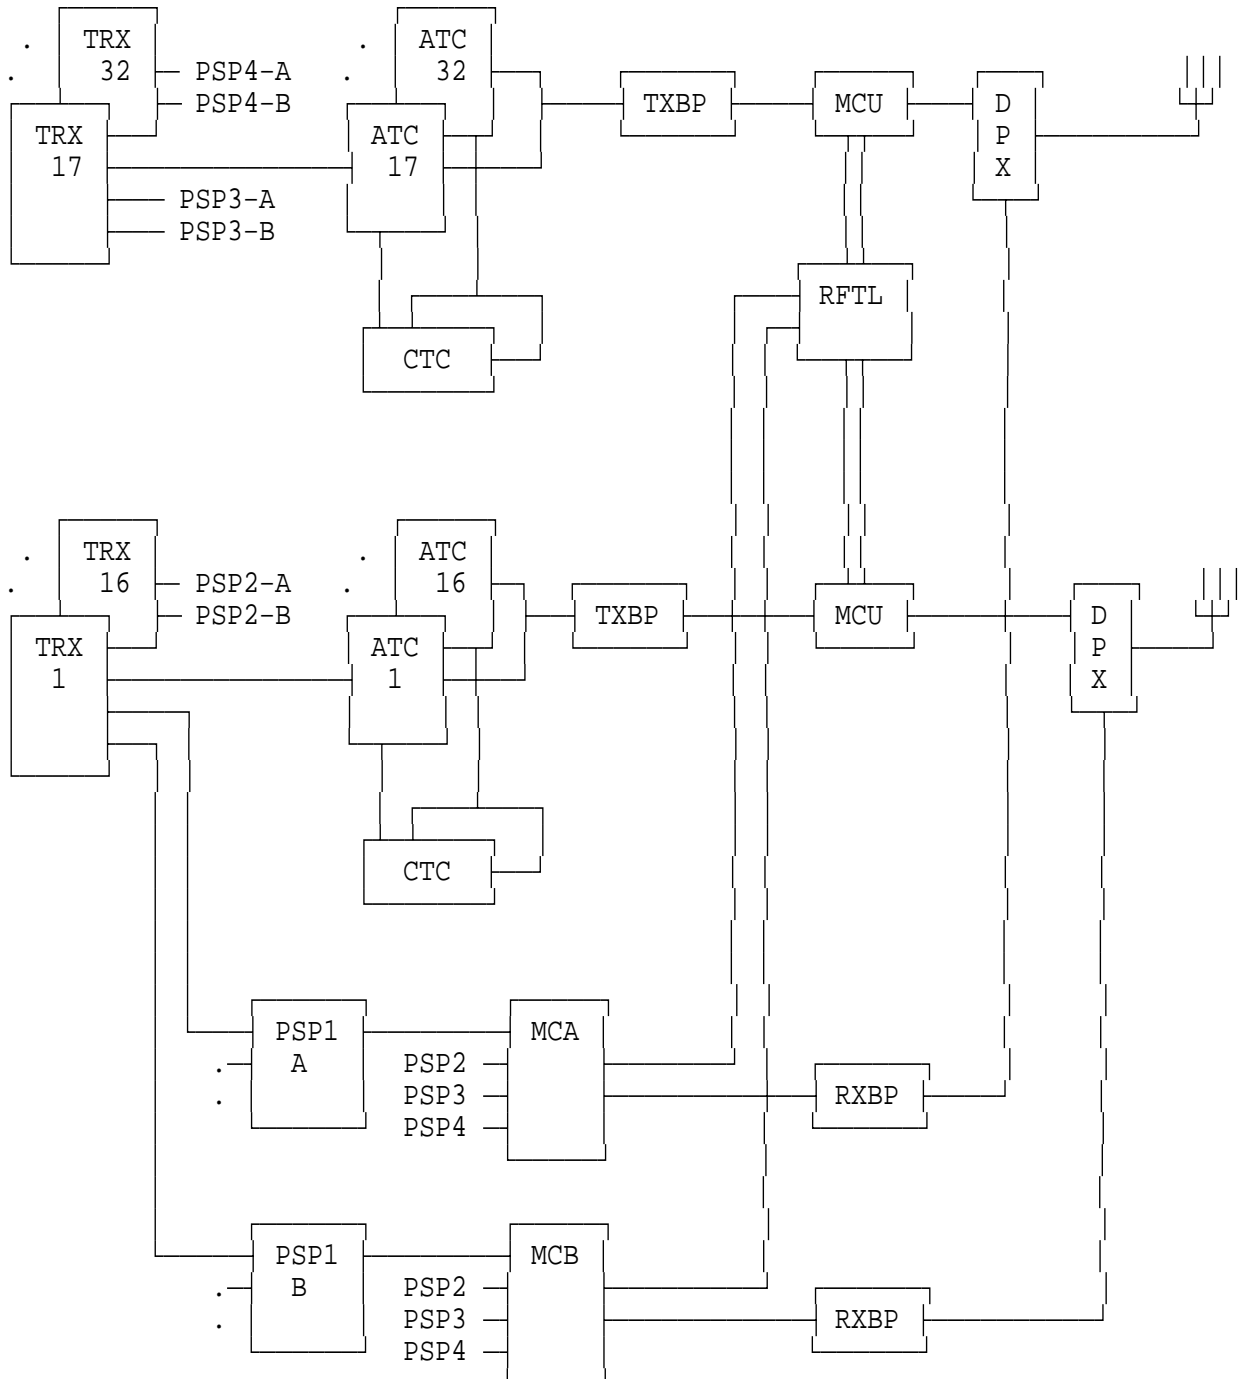 TRX ATC
32 PSP4-A 32
PSP4-B TXBP MCU D
TRX ATC P
17 17 X
PSP3-A
PSP3-B
RFTL
CTC
TRX ATC
16 PSP2-A 16
PSP2-B TXBP MCU D
TRX ATC P
1 1 X
CTC
PSP1 MCA
A PSP2
PSP3 RXBP
PSP4
PSP1 MCB
B PSP2
PSP3 RXBP
PSP4